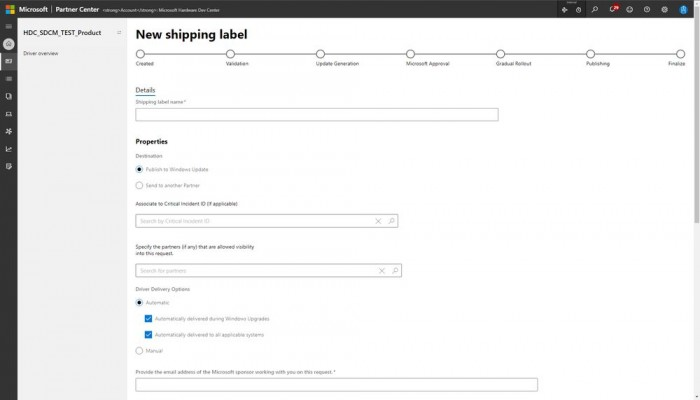 Microsoft | Partner Center <strong>Account</strong> - Microsoft Hardware Dev Center
HDC_SDCM_TEST_Product
Driver overview
New shipping label
Created
Validation
Update Generation
Microsoft Approval
Gradual Rollout
Publishing
Finalize
Details
Shipping label name*
Properties
Destination
Publish to Windows Update
Send to another Partner
Associate to Critical Incident ID (if applicable)
Search by Critical Incident ID
Specify the partners (if any) that are allowed visibility
into this request.
Search for partners
Driver Delivery Options
Automatic
Automatically delivered during Windows Upgrades
Automatically delivered to all applicable systems
Manual
Provide the email address of the Microsoft sponsor working with you on this request.*